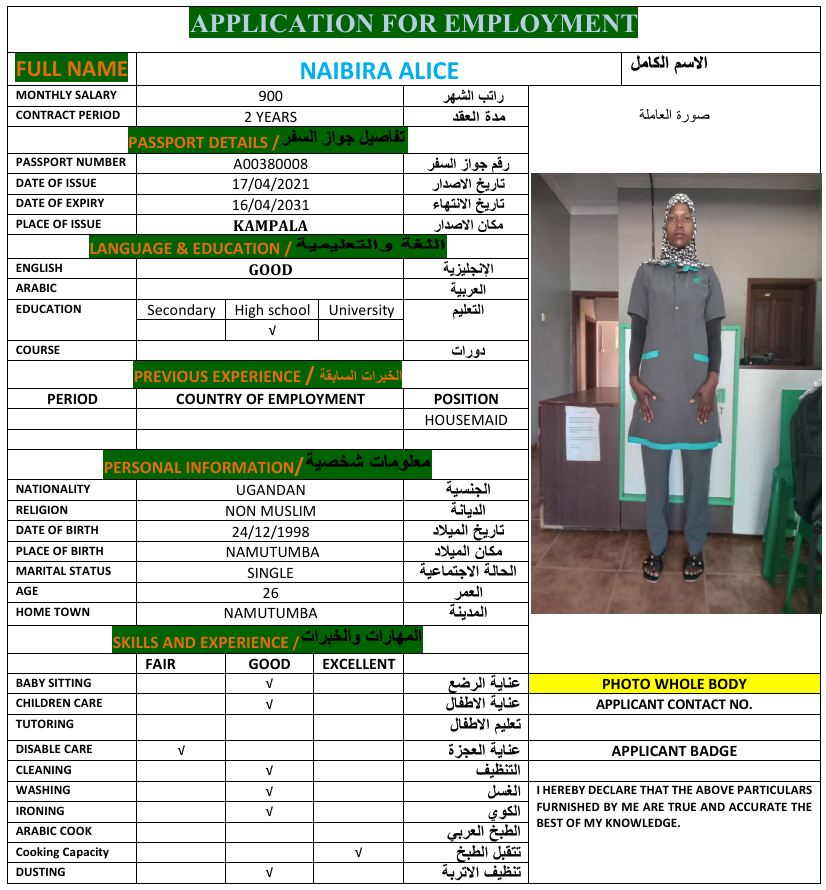 APPLICATION FOR EMPLOYMENT
FULL NAME NAIBIRA ALICE الاسم الكامل
MONTHLY SALARY 900 راتب الشهر
CONTRACT PERIOD 2 YEARS مدة العقد
صورة العاملة
PASSPORT DETAILS / تفاصيل جواز السفر
PASSPORT NUMBER A00380008 رقم جواز السفر
DATE OF ISSUE 17/04/2021 تاريخ الاصدار
DATE OF EXPIRY 16/04/2031 تاريخ الانتهاء
PLACE OF ISSUE KAMPALA مكان الاصدار
LANGUAGE & EDUCATION / اللغة والتعليمية
ENGLISH GOOD الإنجليزية
ARABIC العربية
EDUCATION Secondary High school University التعليم
√
COURSE دورات
PREVIOUS EXPERIENCE / الخبرات السابقة
PERIOD COUNTRY OF EMPLOYMENT POSITION
HOUSEMAID
PERSONAL INFORMATION/ معلومات شخصية
NATIONALITY UGANDAN الجنسية
RELIGION NON MUSLIM الديانة
DATE OF BIRTH 24/12/1998 تاريخ الميلاد
PLACE OF BIRTH NAMUTUMBA مكان الميلاد
MARITAL STATUS SINGLE الحالة الاجتماعية
AGE 26 العمر
HOME TOWN NAMUTUMBA المدينة
SKILLS AND EXPERIENCE / المهارات والخبرات
FAIR GOOD EXCELLENT
BABY SITTING √ عناية الرضع
CHILDREN CARE √ عناية الاطفال
TUTORING تعليم الاطفال
DISABLE CARE √ عناية العجزة
CLEANING √ التنظيف
WASHING √ الغسل
IRONING √ الكوي
ARABIC COOK الطبخ العربي
Cooking Capacity √ تتقبل الطبخ
DUSTING √ تنظيف الاتربة
PHOTO WHOLE BODY
APPLICANT CONTACT NO.
APPLICANT BADGE
I HEREBY DECLARE THAT THE ABOVE PARTICULARS
FURNISHED BY ME ARE TRUE AND ACCURATE THE
BEST OF MY KNOWLEDGE.